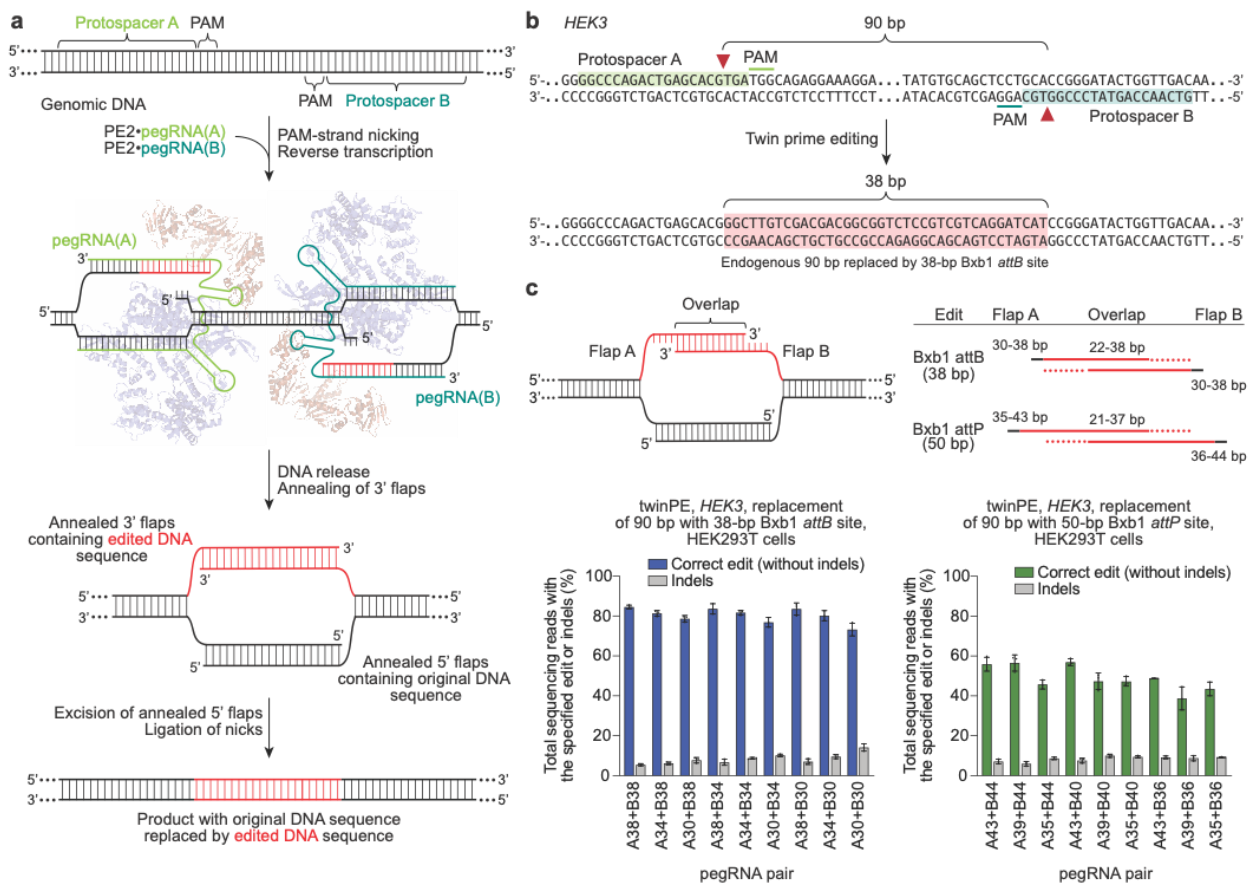 a
Protospacer A
PAM
5'
3'
3'
5'
PAM
Protospacer B
Genomic DNA
PE2•pegRNA(A)
PE2•pegRNA(B)
PAM-strand nicking
Reverse transcription
pegRNA(A)
3'
5'
5'
3'
3'
5'
5'
3'
pegRNA(B)
DNA release
Annealing of 3' flaps
Annealed 3' flaps
containing edited DNA
sequence
3'
3'
5'
3'
3'
5'
5'
5'
Annealed 5' flaps
containing original DNA
sequence
Excision of annealed 5' flaps
Ligation of nicks
5'
3'
3'
5'
Product with original DNA sequence
replaced by edited DNA sequence
b
HEK3
90 bp
Protospacer A
PAM
5'- ..GGGGCCCAGACTGAGCACGTGATGGCAGAGGAAAGGA...TATGTGCAGCTCCTGCACCGGGATACTGGTTGACAA.. -3'
3'- ..CCCCGGGTCTGACTCGTGCACTACCGTCTCCTTTCCT...ATACACGTCGAGGACGTGGCCCTATGACCAACTGTT.. -5'
PAM
Protospacer B
Twin prime editing
38 bp
5'- ..GGGGCCCAGACTGAGCACGGGCTTGTCGACGACGGCGGTCTCCGTCGTCAGGATCATCCGGGATACTGGTTGACAA.. -3'
3'- ..CCCCGGGTCTGACTCGTGCCCGAACAGCTGCTGCCGCCAGAGGCAGCAGTCCTAGTAGGCCCTATGACCAACTGTT.. -5'
Endogenous 90 bp replaced by 38-bp Bxb1 attB site
c
Overlap
3'
Flap A
3'
Flap B
5'
3'
3'
5'
5'
5'
Edit
Flap A
Overlap
Flap B
30-38 bp
22-38 bp
Bxb1 attB
(38 bp)
30-38 bp
35-43 bp
21-37 bp
Bxb1 attP
(50 bp)
36-44 bp
twinPE, HEK3, replacement
of 90 bp with 38-bp Bxb1 attB site,
HEK293T cells
Correct edit (without indels)
Indels
Total sequencing reads with
the specified edit or indels (%)
100
80
60
40
20
0
A38+B38
A34+B38
A30+B38
A38+B34
A34+B34
A30+B34
A38+B30
A34+B30
A30+B30
pegRNA pair
twinPE, HEK3, replacement
of 90 bp with 50-bp Bxb1 attP site,
HEK293T cells
Correct edit (without indels)
Indels
Total sequencing reads with
the specified edit or indels (%)
100
80
60
40
20
0
A43+B44
A39+B44
A35+B44
A43+B40
A39+B40
A35+B40
A43+B36
A39+B36
A35+B36
pegRNA pair